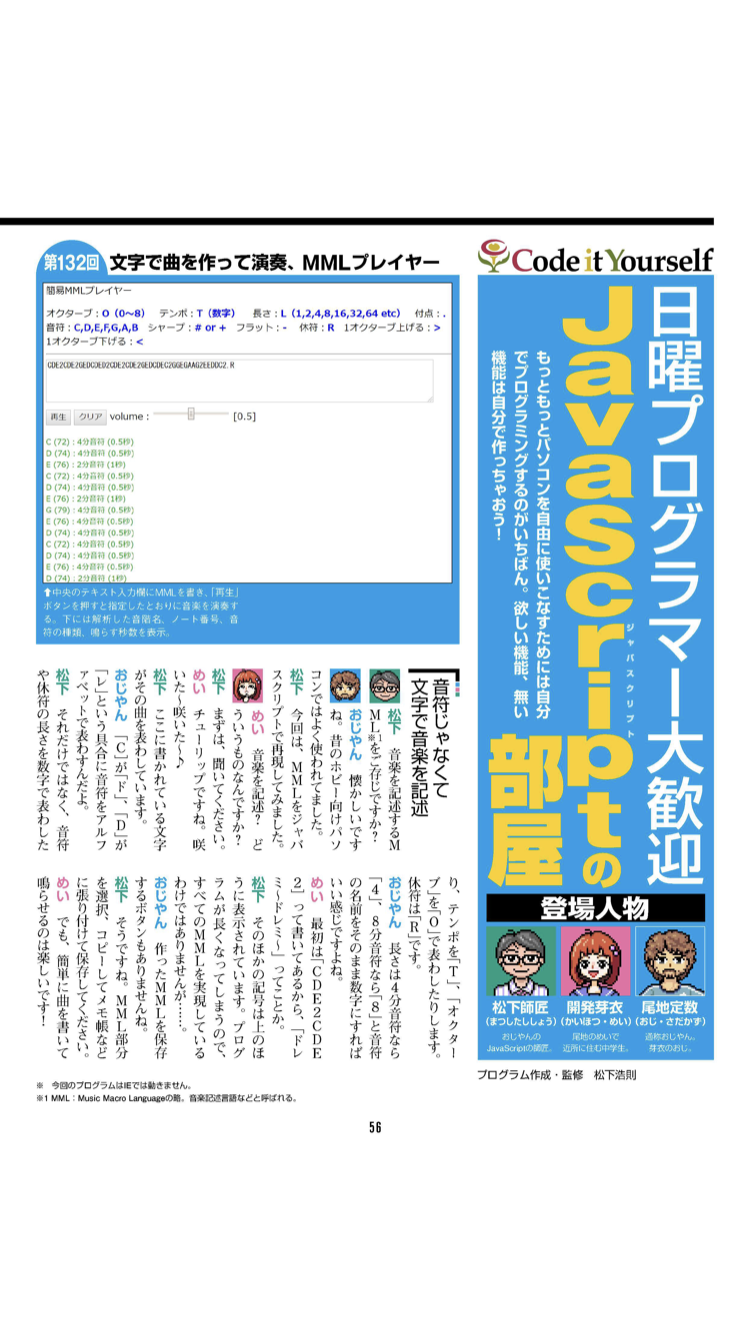 Code it Yourself
日曜プログラマー大歓迎
JavaScriptの
ジャバスクリプト
部屋
もっともっとパソコンを自由に使いこなすためには自分
でプログラミングするのがいちばん。欲しい機能、無い
機能は自分で作っちゃおう!
登場人物
松下師匠
(まつしたししょう)
おじゃんの
JavaScriptの師匠。
開発芽衣
(かいほつ・めい)
尾地のめいで
近所に住む中学生。
尾地定数
(おじ・さだかず)
通称おじゃん。
芽衣のおじ。
プログラム作成・監修　松下浩則
第132回 文字で曲を作って演奏、MMLプレイヤー
簡易MMLプレイヤー
オクターブ:O(0〜8)　テンポ:T(数字)　長さ:L(1,2,4,8,16,32,64 etc)　付点:.
音符:C,D,E,F,G,A,B　シャープ:# or +　フラット:-　休符:R　1オクターブ上げる:>
1オクターブ下げる:<
CDE2CDE2GEDCDED2CDE2CDE2GEDCDEC2GGEGAAG2EEDDC2.R
再生 クリア volume: [0.5]
C (72) : 4分音符 (0.5秒)
D (74) : 4分音符 (0.5秒)
E (76) : 2分音符 (1秒)
C (72) : 4分音符 (0.5秒)
D (74) : 4分音符 (0.5秒)
E (76) : 2分音符 (1秒)
G (79) : 4分音符 (0.5秒)
E (76) : 4分音符 (0.5秒)
D (74) : 4分音符 (0.5秒)
C (72) : 4分音符 (0.5秒)
D (74) : 4分音符 (0.5秒)
E (76) : 4分音符 (0.5秒)
D (74) : 2分音符 (1秒)
⬆中央のテキスト入力欄にMMLを書き、「再生」
ボタンを押すと指定したとおりに音楽を演奏す
る。下には解析した音階名、ノート番号、音
符の種類、鳴らす秒数を表示。
音符じゃなくて
文字で音楽を記述
松下　音楽を記述するM
ML※1をご存じですか?
おじやん　懐かしいです
ね。昔のホビー向けパソ
コンではよく使われてました。
松下　今回は、MMLをジャバ
スクリプトで再現してみました。
めい　音楽を記述?　ど
ういうものなんですか?
松下　まずは、聞いてください。
めい　チューリップですね。咲
いた〜咲いた〜♪
松下　ここに書かれている文字
がその曲を表わしています。
おじやん　「C」が「ド」、「D」が
「レ」という具合に音符をアルフ
ァベットで表わすんだよ。
松下　それだけではなく、音符
や休符の長さを数字で表わした
り、テンポを「T」、「オクター
ブ」を「O」で表わしたりします。
休符は「R」です。
おじやん　長さは4分音符なら
「4」、8分音符なら「8」と音符
の名前をそのまま数字にすれば
いい感じですよね。
めい　最初は「CDE2CDE
2」って書いてあるから、「ドレ
ミ〜ドレミ〜」ってことか。
松下　そのほかの記号は上のほ
うに表示されています。プログ
ラムが長くなってしまうので、
すべてのMMLを実現している
わけではありませんが……。
おじやん　作ったMMLを保存
するボタンもありませんね。
松下　そうですね。MML部分
を選択、コピーしてメモ帳など
に張り付けて保存してください。
めい　でも、簡単に曲を書いて
鳴らせるのは楽しいです!
※　今回のプログラムはIEでは動きません。
※1 MML：Music Macro Languageの略。音楽記述言語などと呼ばれる。
56